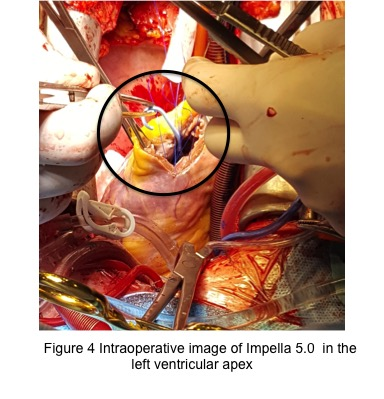 Figure 4 Intraoperative image of Impella 5.0 in the
left ventricular apex